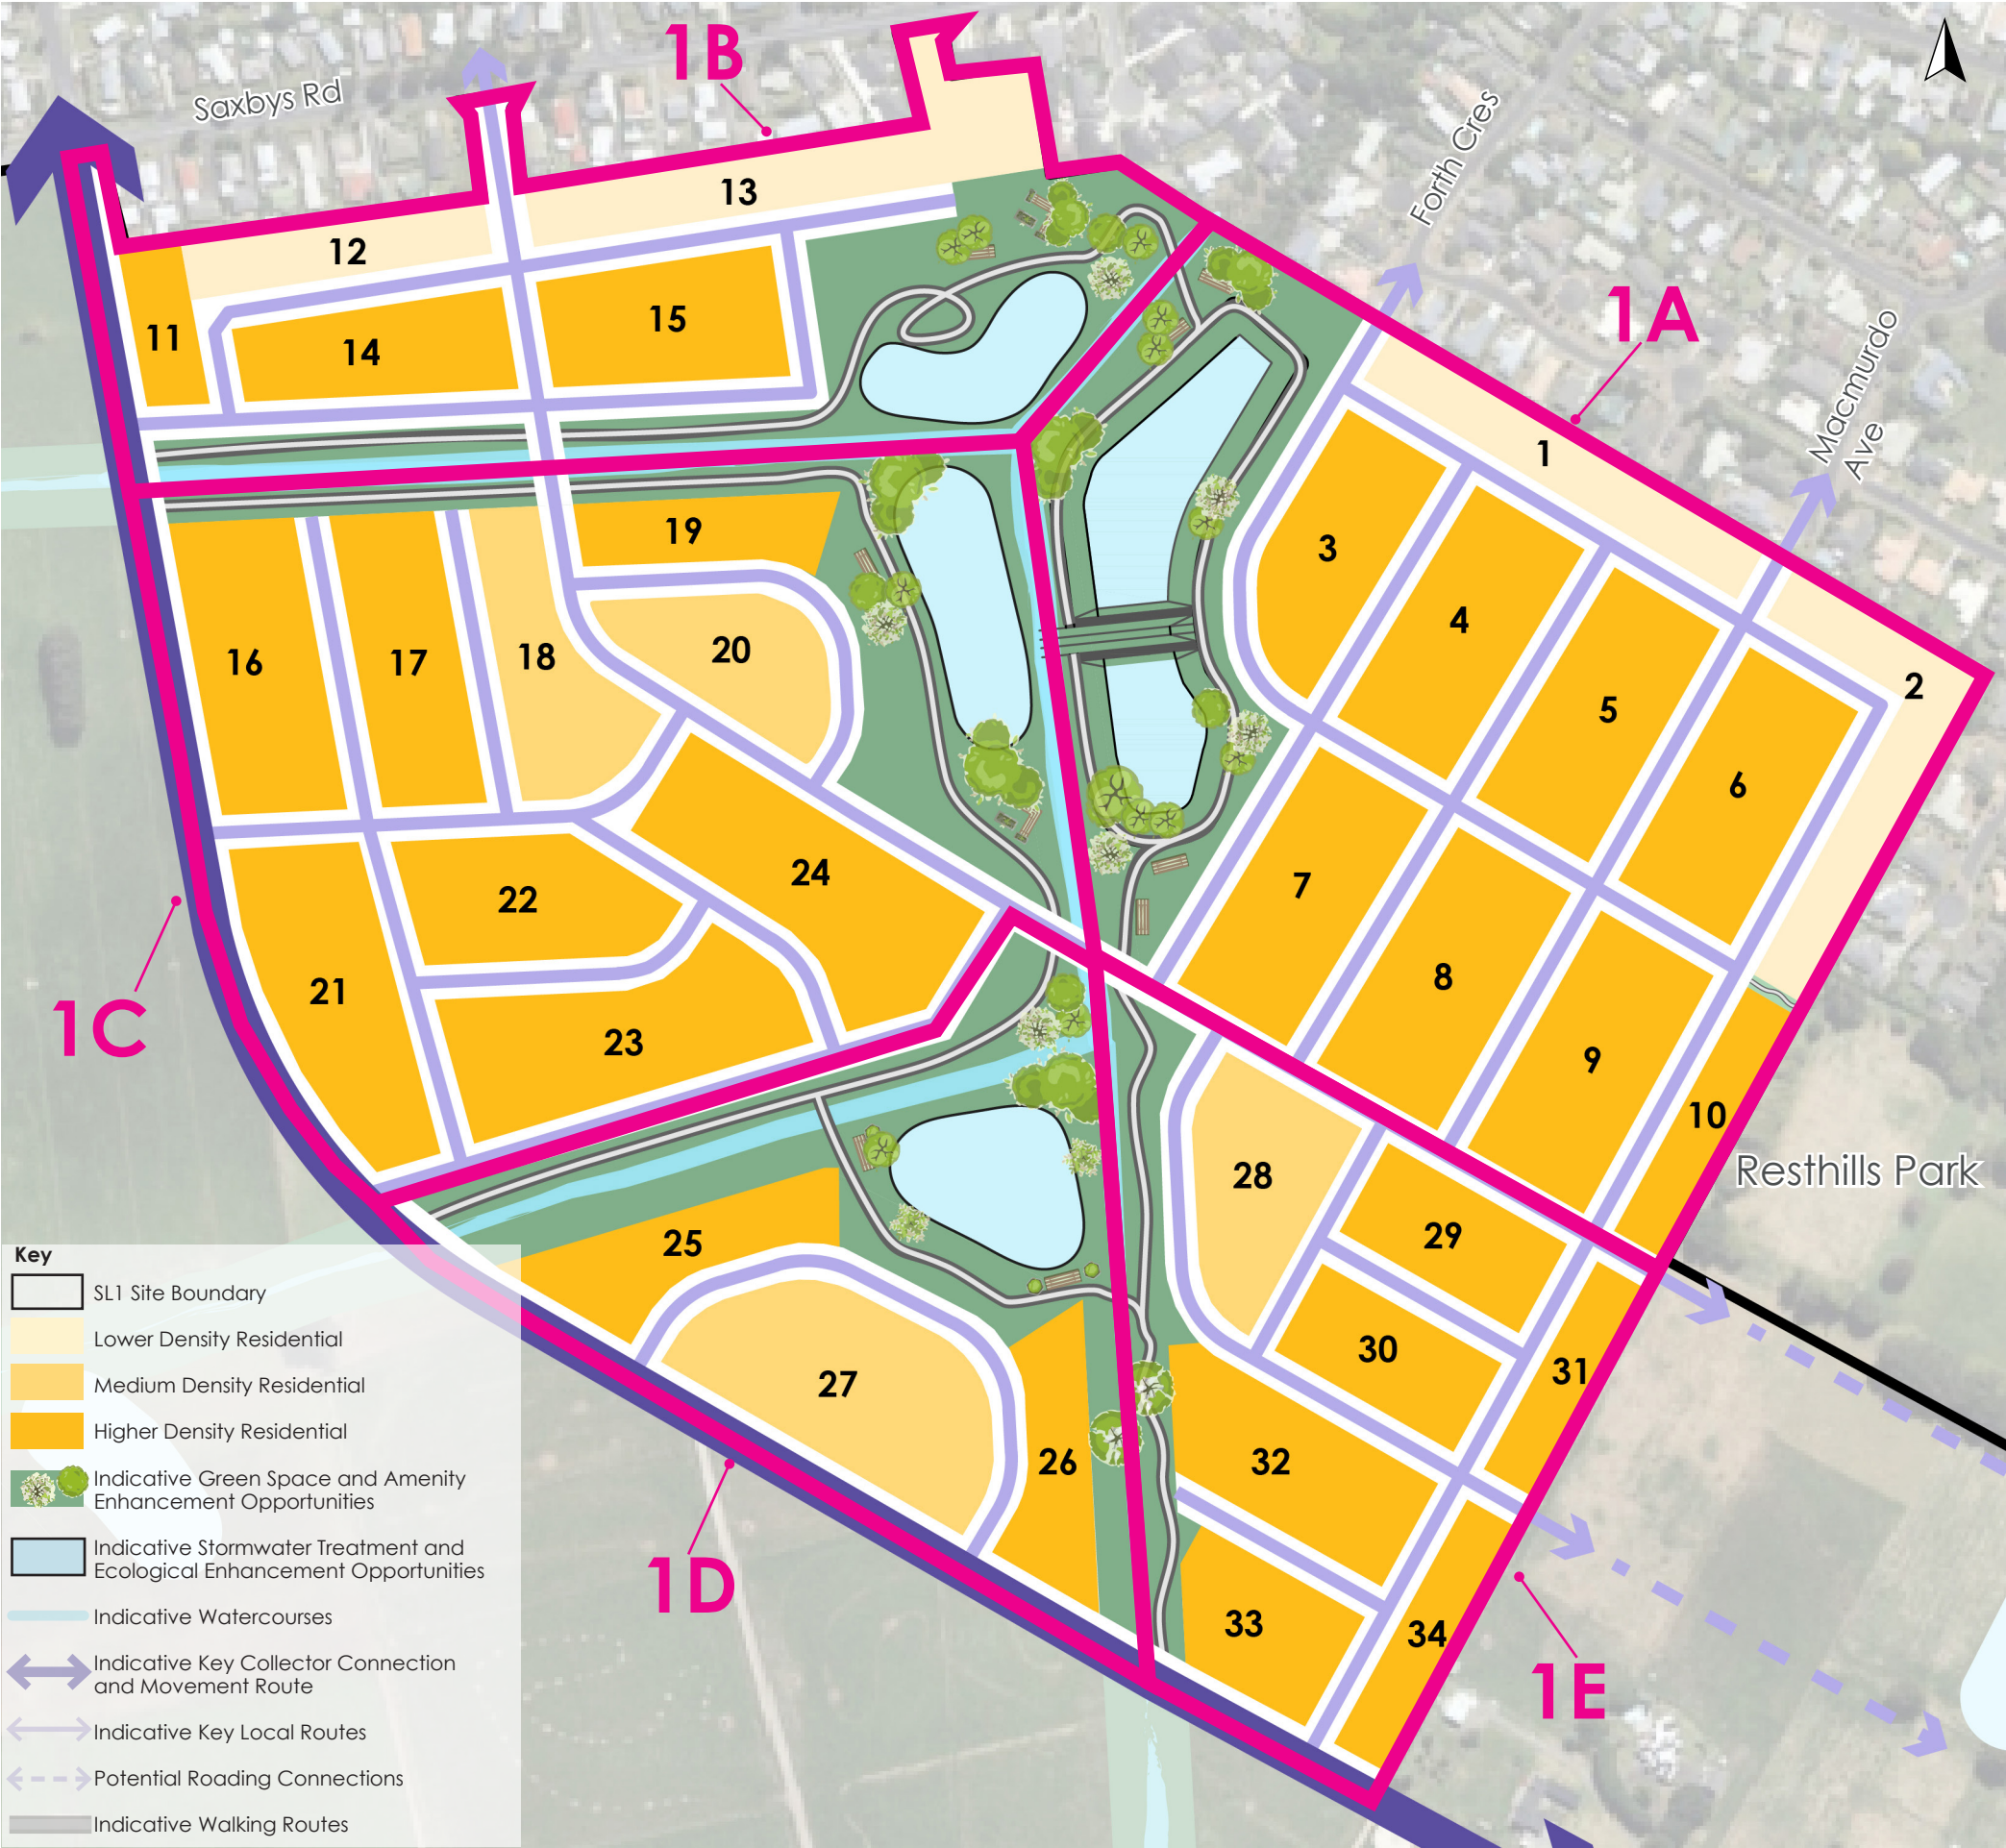 1B
Saxbys Rd
Forth Cres
1A
Macmurdo
Ave
13
12
11
14
15
1
2
3
4
5
6
7
8
9
10
19
20
16
17
18
24
22
21
23
1C
Resthills Park
25
28
29
30
31
27
26
32
33
34
1D
1E
Key
SL1 Site Boundary
Lower Density Residential
Medium Density Residential
Higher Density Residential
Indicative Green Space and Amenity
Enhancement Opportunities
Indicative Stormwater Treatment and
Ecological Enhancement Opportunities
Indicative Watercourses
Indicative Key Collector Connection
and Movement Route
Indicative Key Local Routes
Potential Roading Connections
Indicative Walking Routes